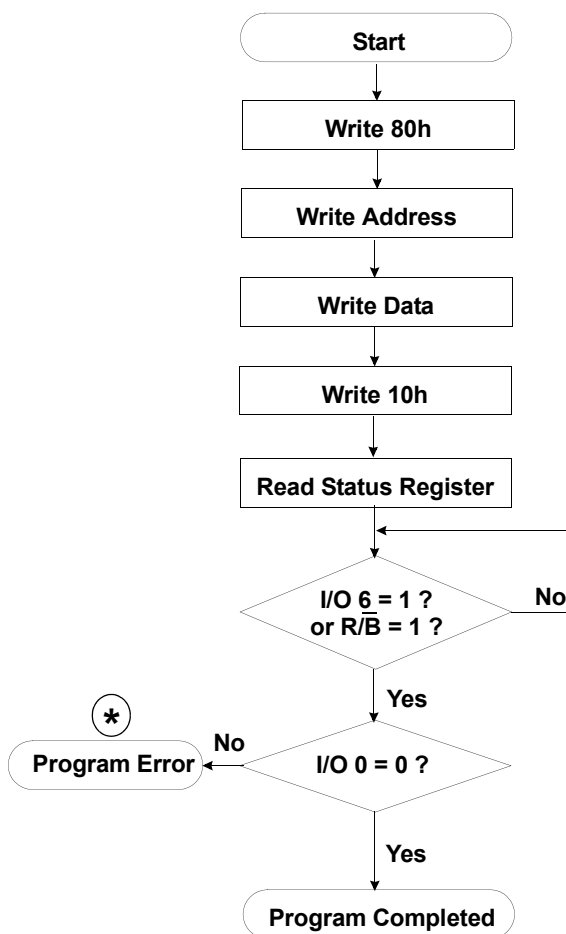 Start
Write 80h
Write Address
Write Data
Write 10h
Read Status Register
I/O 6 = 1 ?
or R/B̅ = 1 ?
No
Yes
*
No
Program Error
I/O 0 = 0 ?
Yes
Program Completed